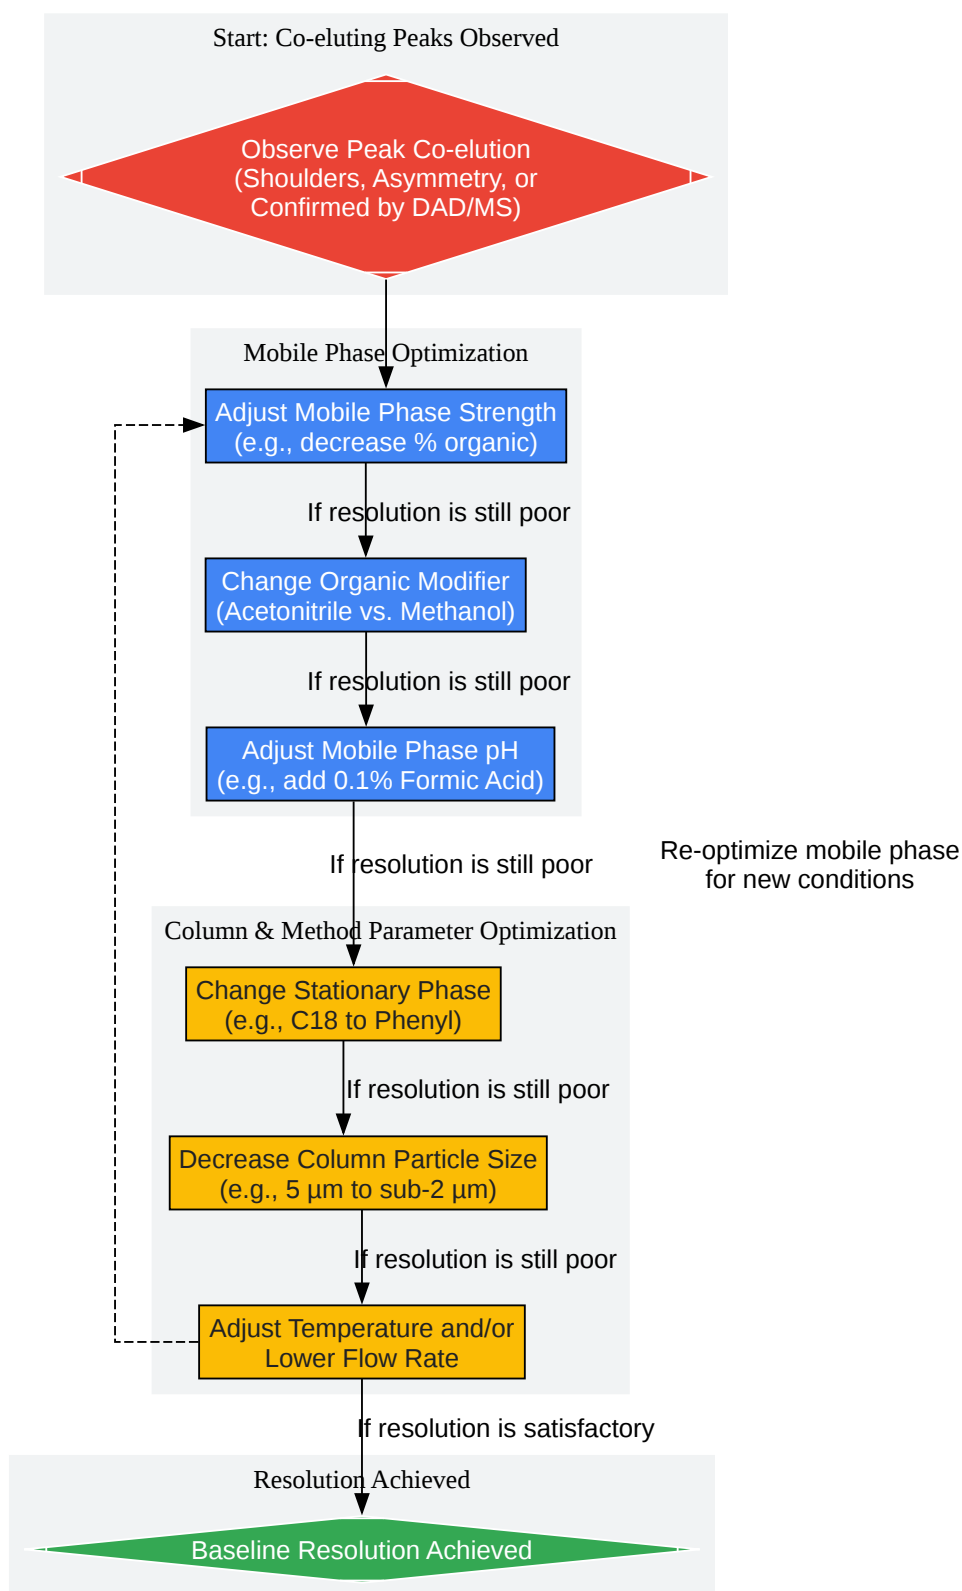 Start: Co-eluting Peaks Observed
Observe Peak Co-elution
(Shoulders, Asymmetry, or
Confirmed by DAD/MS)
Mobile Phase Optimization
Adjust Mobile Phase Strength
(e.g., decrease % organic)
If resolution is still poor
Change Organic Modifier
(Acetonitrile vs. Methanol)
If resolution is still poor
Adjust Mobile Phase pH
(e.g., add 0.1% Formic Acid)
If resolution is still poor
Re-optimize mobile phase
for new conditions
Column & Method Parameter Optimization
Change Stationary Phase
(e.g., C18 to Phenyl)
If resolution is still poor
Decrease Column Particle Size
(e.g., 5 µm to sub-2 µm)
If resolution is still poor
Adjust Temperature and/or
Lower Flow Rate
If resolution is satisfactory
Resolution Achieved
Baseline Resolution Achieved